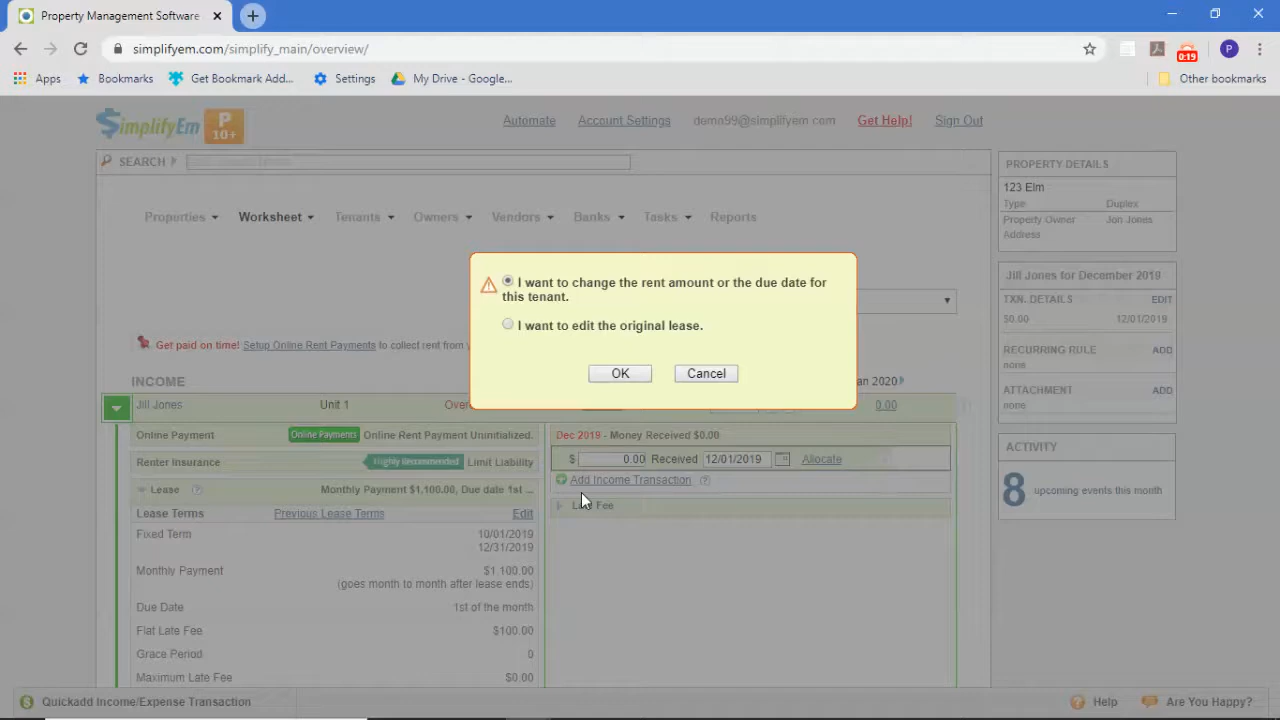 Property Management Software
simplifyem.com/simplify_main/overview/
P
0:19
Apps Bookmarks Get Bookmark Add... Settings My Drive - Google... Other bookmarks
SimplifyEm P 10+
Automate Account Settings demo99@simplifyem.com Get Help! Sign Out
SEARCH
Properties Worksheet Tenants Owners Vendors Banks Tasks Reports
PROPERTY DETAILS
123 Elm
Type Duplex
Property Owner Jon Jones
Address
Jill Jones for December 2019
TXN. DETAILS EDIT
$0.00 12/01/2019
RECURRING RULE ADD
none
ATTACHMENT ADD
none
ACTIVITY
8 upcoming events this month
I want to change the rent amount or the due date for
this tenant.
I want to edit the original lease.
OK Cancel
Get paid on time! Setup Online Rent Payments to collect rent from
INCOME
an 2020
Jill Jones Unit 1 Over 0.00
Online Payment Online Payments Online Rent Payment Uninitialized.
Renter Insurance Highly Recommended Limit Liability
Lease ? Monthly Payment $1,100.00, Due date 1st ...
Lease Terms Previous Lease Terms Edit
Fixed Term 10/01/2019
12/31/2019
Monthly Payment $1,100.00
(goes month to month after lease ends)
Due Date 1st of the month
Flat Late Fee $100.00
Grace Period 0
Maximum Late Fee $0.00
Dec 2019 - Money Received $0.00
$ 0.00 Received 12/01/2019 Allocate
Add Income Transaction ?
Late Fee
$ Quickadd Income/Expense Transaction
? Help Are You Happy?